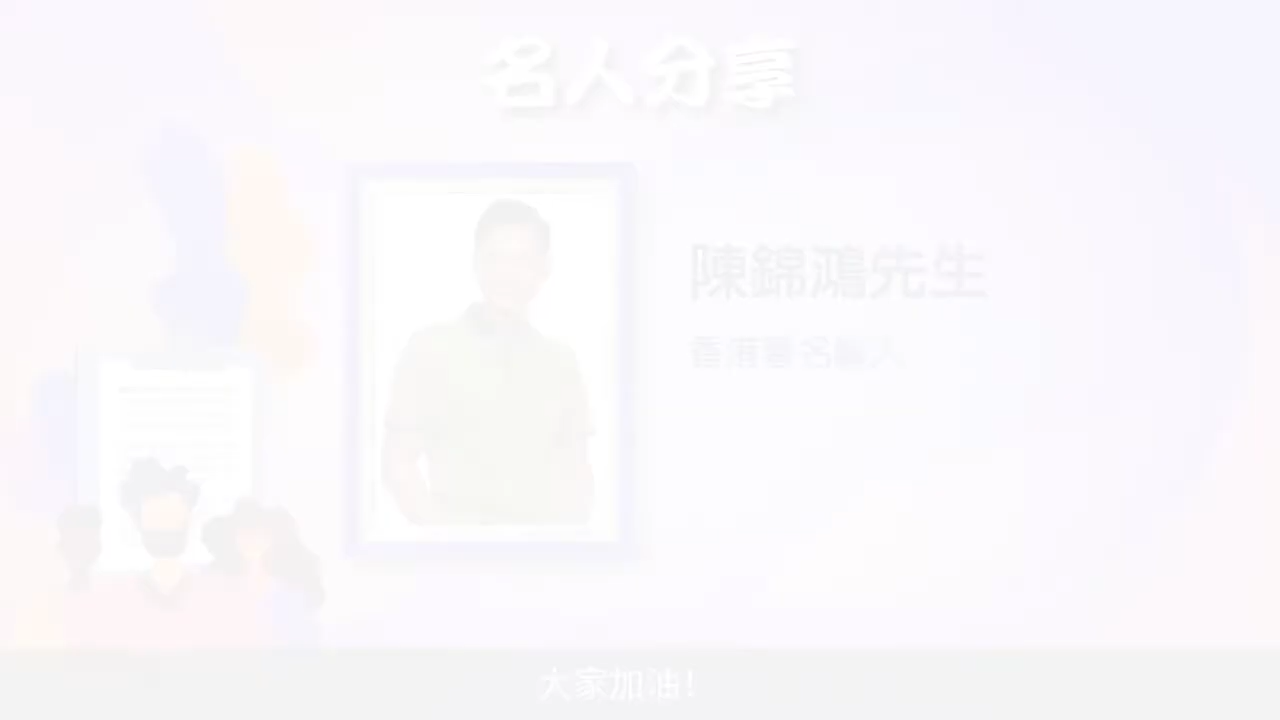 名人分享
陳錦鴻先生
香港著名藝人
大家加油!